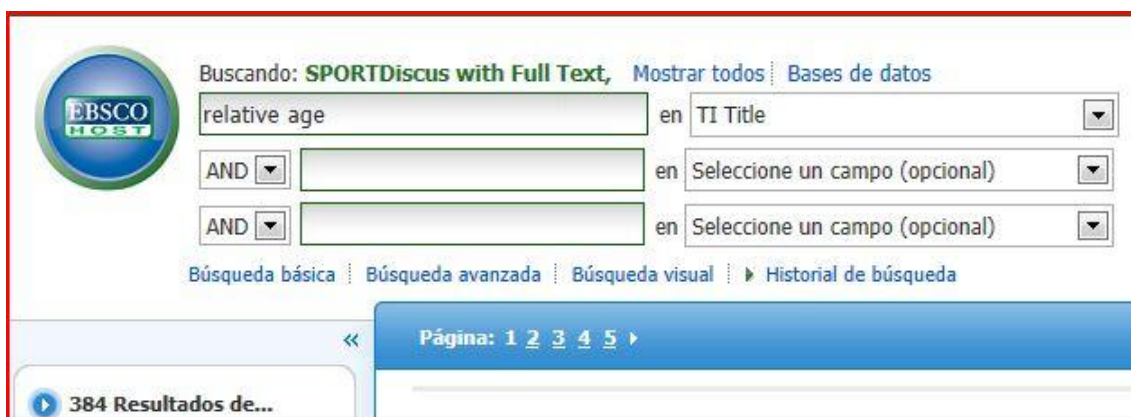 EBSCO
HOST
Buscando: SPORTDiscus with Full Text, Mostrar todos Bases de datos
relative age en TI Title
AND en Seleccione un campo (opcional)
AND en Seleccione un campo (opcional)
Búsqueda básica Búsqueda avanzada Búsqueda visual Historial de búsqueda
« Página: 1 2 3 4 5
384 Resultados de...